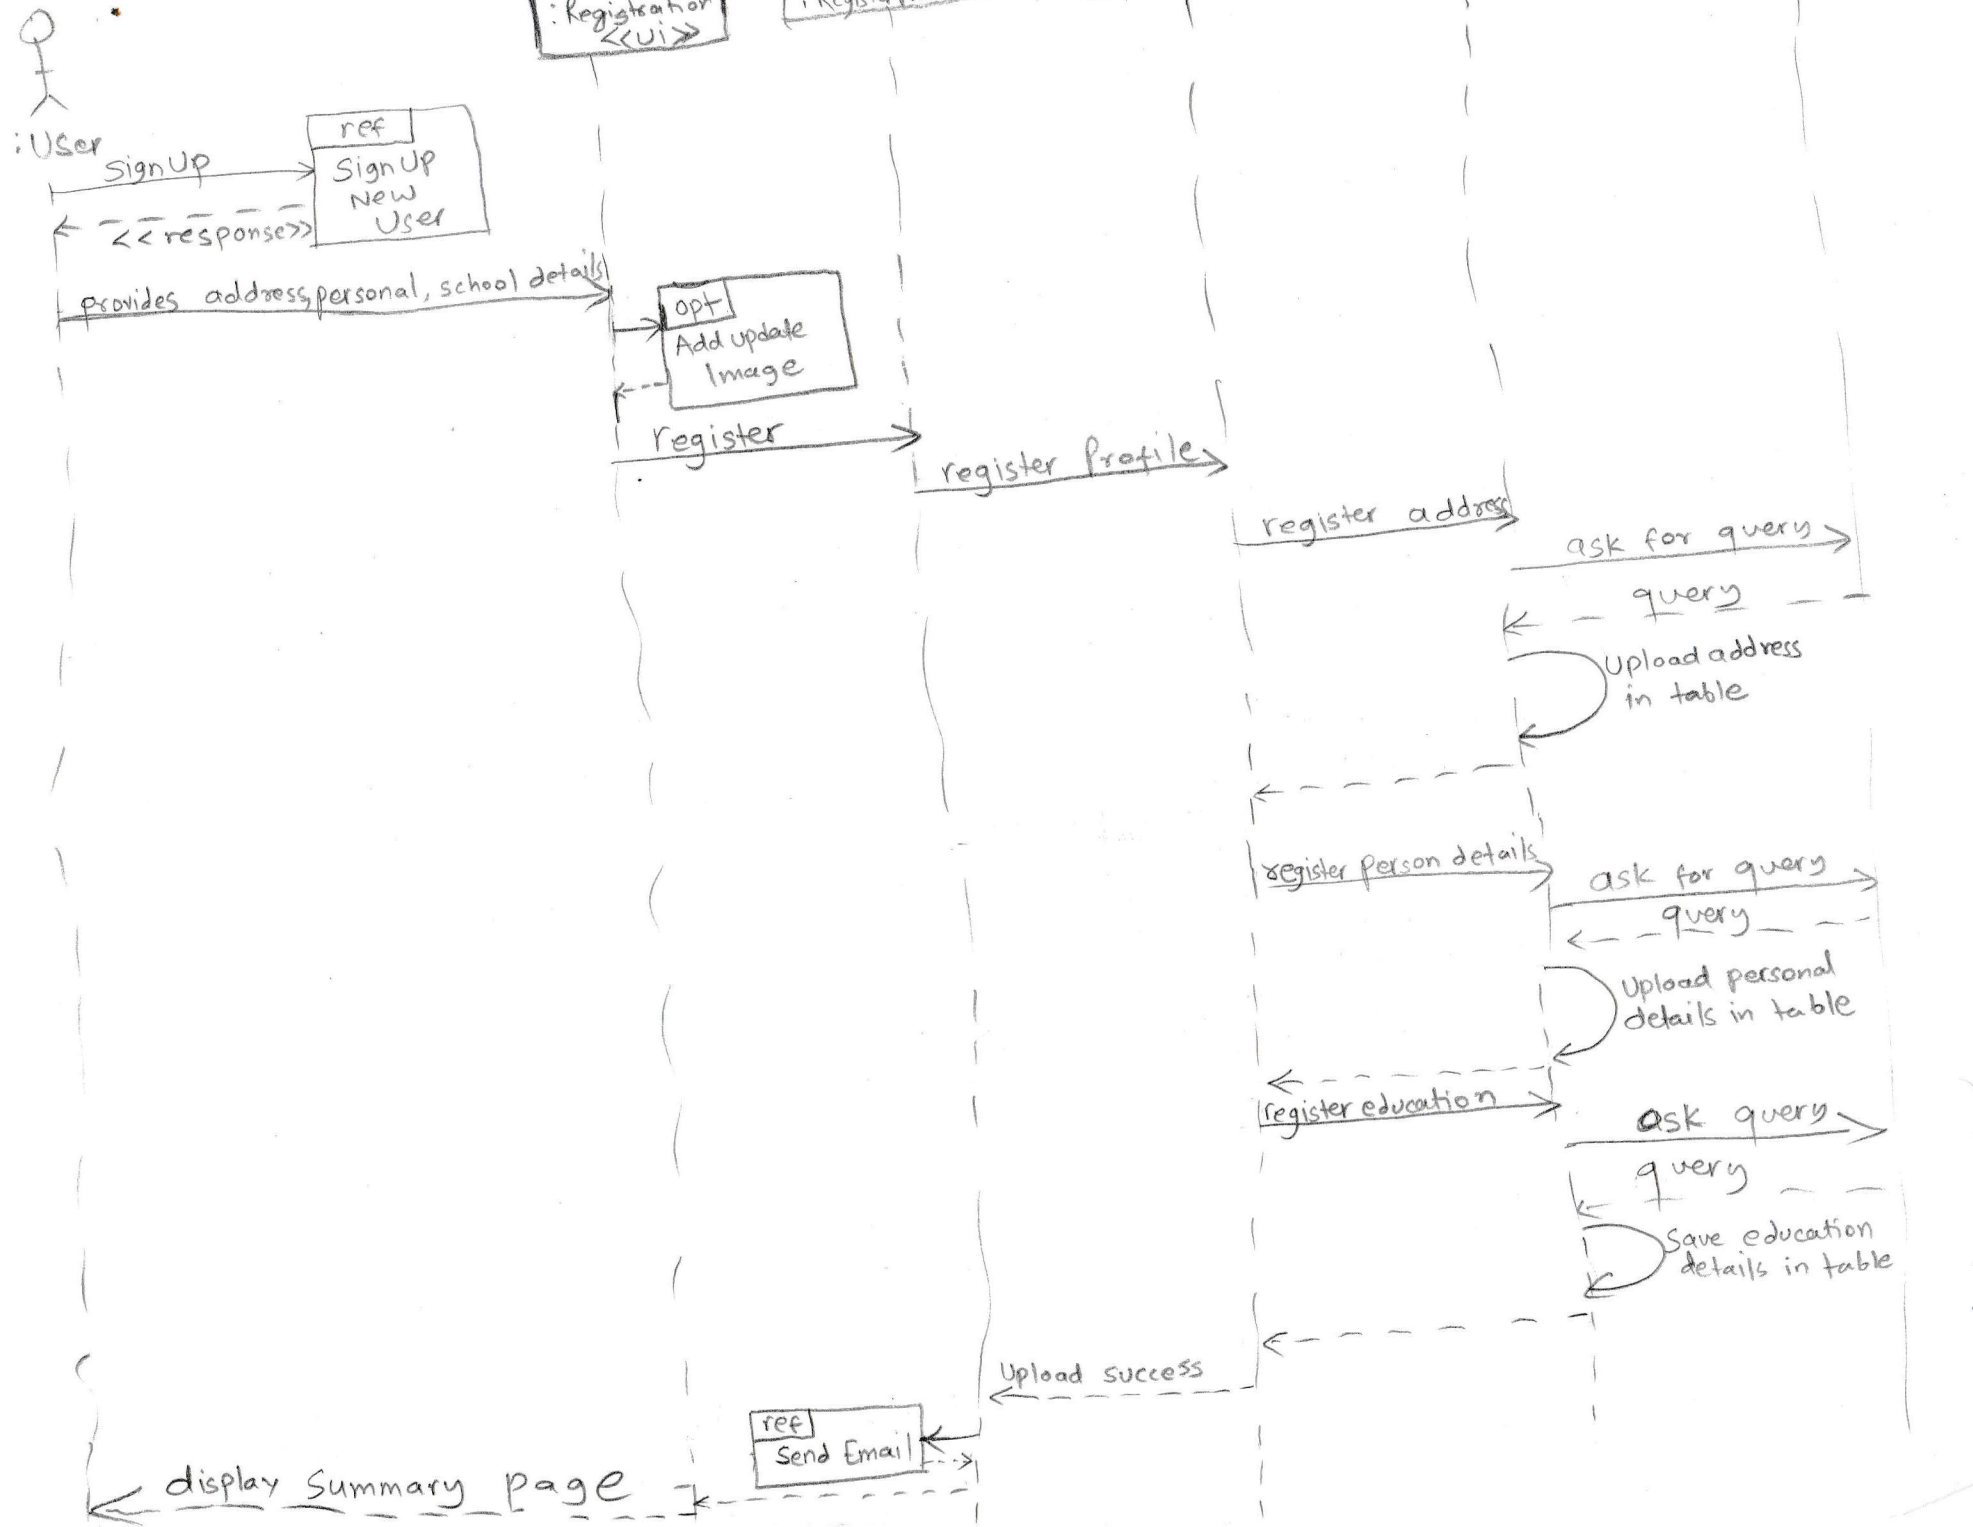 :Registration
<<ui>>
:User
ref
SignUp
SignUp
New
User
<<response>>
provides address, personal, school details
opt
Add update
Image
register
register Profile
register address
ask for query
query
Upload address
in table
register person details
ask for query
query
Upload personal
details in table
register education
ask query
query
Save education
details in table
Upload success
ref
Send Email
display Summary page